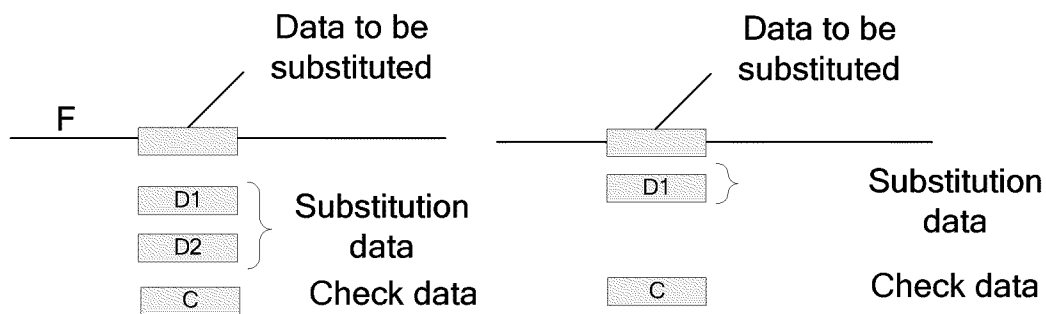 Data to be
substituted
F
D1
D2
Substitution
data
C
Check data
Data to be
substituted
D1
Substitution
data
C
Check data